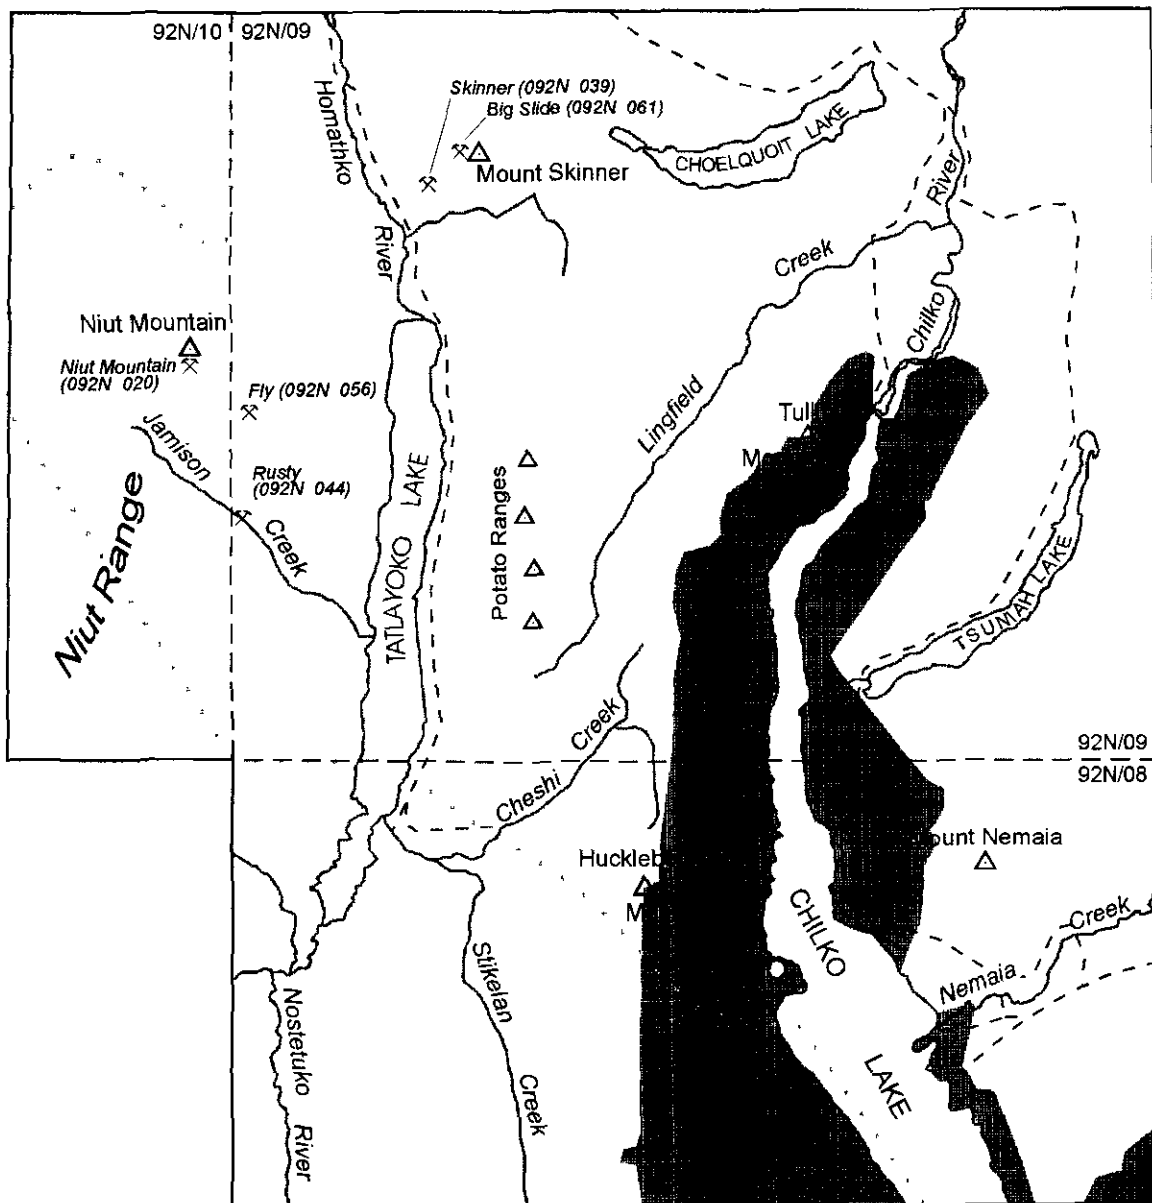 92N/10
92N/09
Homathko
River
Skinner (092N 039)
Big Slide (092N 061)
Mount Skinner
CHOELQUOIT LAKE
River
Creek
Lingfield
Chilko
Niut Mountain
Niut Mountain
(092N 020)
Fly (092N 056)
Jamison
Creek
Rusty
(092N 044)
Niut Range
TATLAYOKO LAKE
Potato Ranges
TSUMAH LAKE
92N/09
92N/08
Cheshi
Creek
CHILKO
LAKE
Nemaia
Creek
Stikelan
Creek
Nostetuko
River